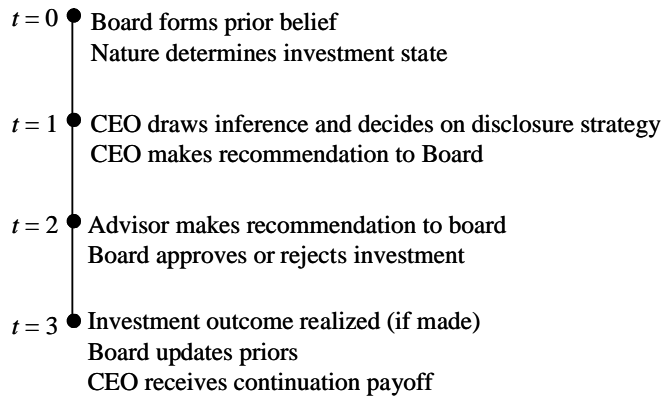 t = 0 Board forms prior belief
Nature determines investment state
t = 1 CEO draws inference and decides on disclosure strategy
CEO makes recommendation to Board
t = 2 Advisor makes recommendation to board
Board approves or rejects investment
t = 3 Investment outcome realized (if made)
Board updates priors
CEO receives continuation payoff